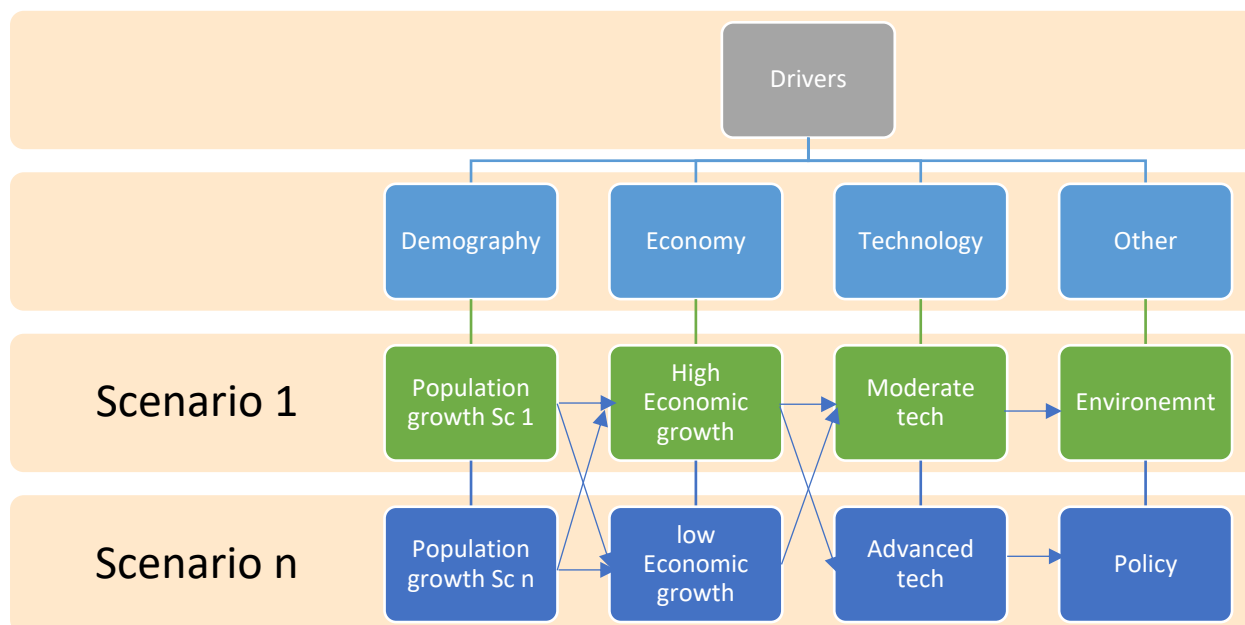 Drivers
Demography
Economy
Technology
Other
Scenario 1
Population
growth Sc 1
High
Economic
growth
Moderate
tech
Environemnt
Scenario n
Population
growth Sc n
low
Economic
growth
Advanced
tech
Policy